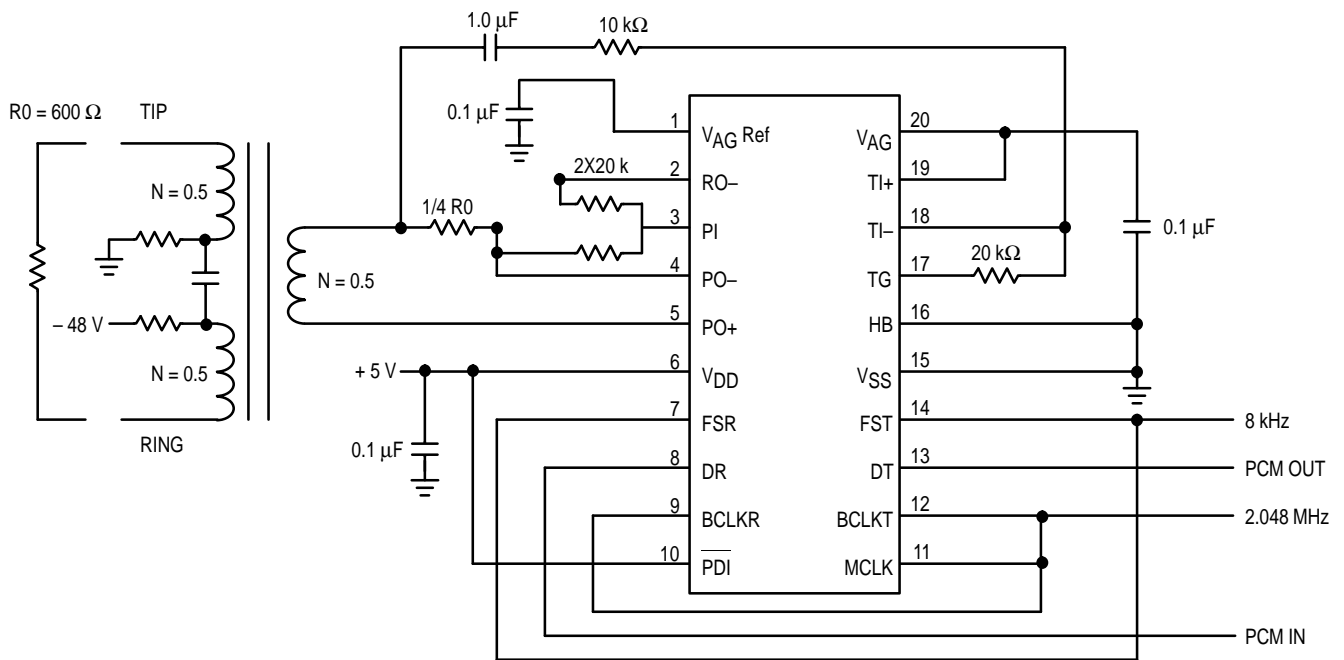 1.0 μF
10 kΩ
R0 = 600 Ω
TIP
0.1 μF
N = 0.5
– 48 V
N = 0.5
RING
N = 0.5
1/4 R0
2X20 k
+ 5 V
0.1 μF
1
VAG Ref
2
RO–
3
PI
4
PO–
5
PO+
6
VDD
7
FSR
8
DR
9
BCLKR
10
PDI
20
VAG
19
TI+
18
TI–
17
TG
20 kΩ
16
HB
15
VSS
14
FST
13
DT
12
BCLKT
11
MCLK
0.1 μF
8 kHz
PCM OUT
2.048 MHz
PCM IN